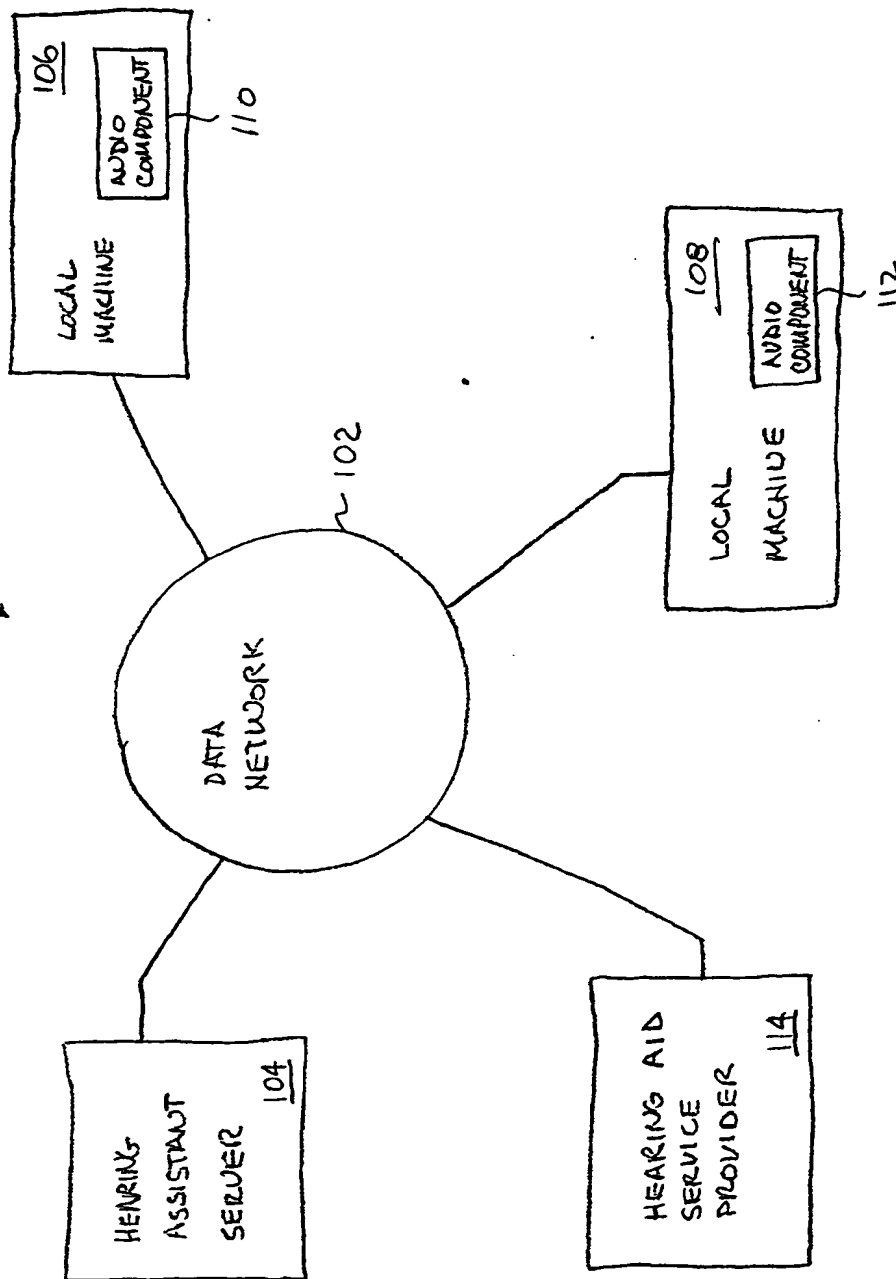 HEARING
ASSISTANT
SERVER
104
DATA
NETWORK
102
LOCAL
MACHINE
106
AUDIO
COMPONENT
110
HEARING AID
SERVICE
PROVIDER
114
LOCAL
MACHINE
108
AUDIO
COMPONENT
112